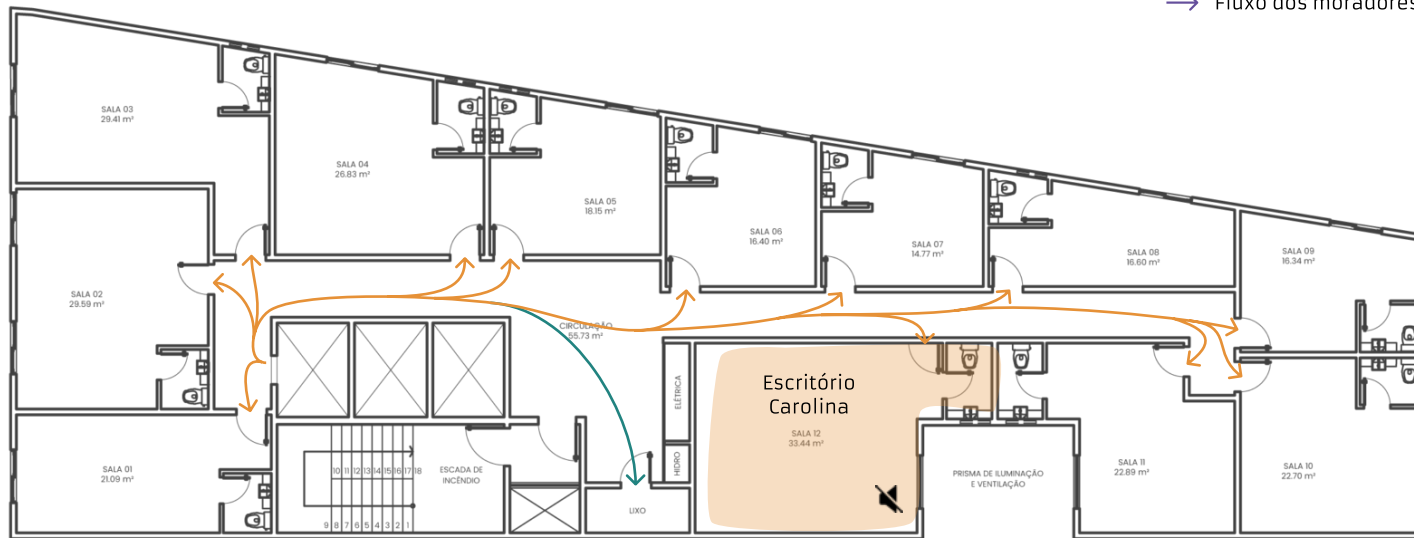 Fluxo dos moradores
SALA 03
29.41 m²
SALA 04
26.83 m²
SALA 05
18.15 m²
SALA 06
16.40 m²
SALA 07
14.77 m²
SALA 08
16.60 m²
SALA 09
16.34 m²
SALA 02
29.59 m²
CIRCULAÇÃO
55.73 m²
Escritório
Carolina
SALA 12
33.44 m²
ELÉTRICA
HIDRO
SALA 01
21.09 m²
10 11 12 13 14 15 16 17 18
9 8 7 6 5 4 3 2 1
ESCADA DE
INCÊNDIO
LIXO
PRISMA DE ILUMINAÇÃO
E VENTILAÇÃO
SALA 11
22.89 m²
SALA 10
22.70 m²